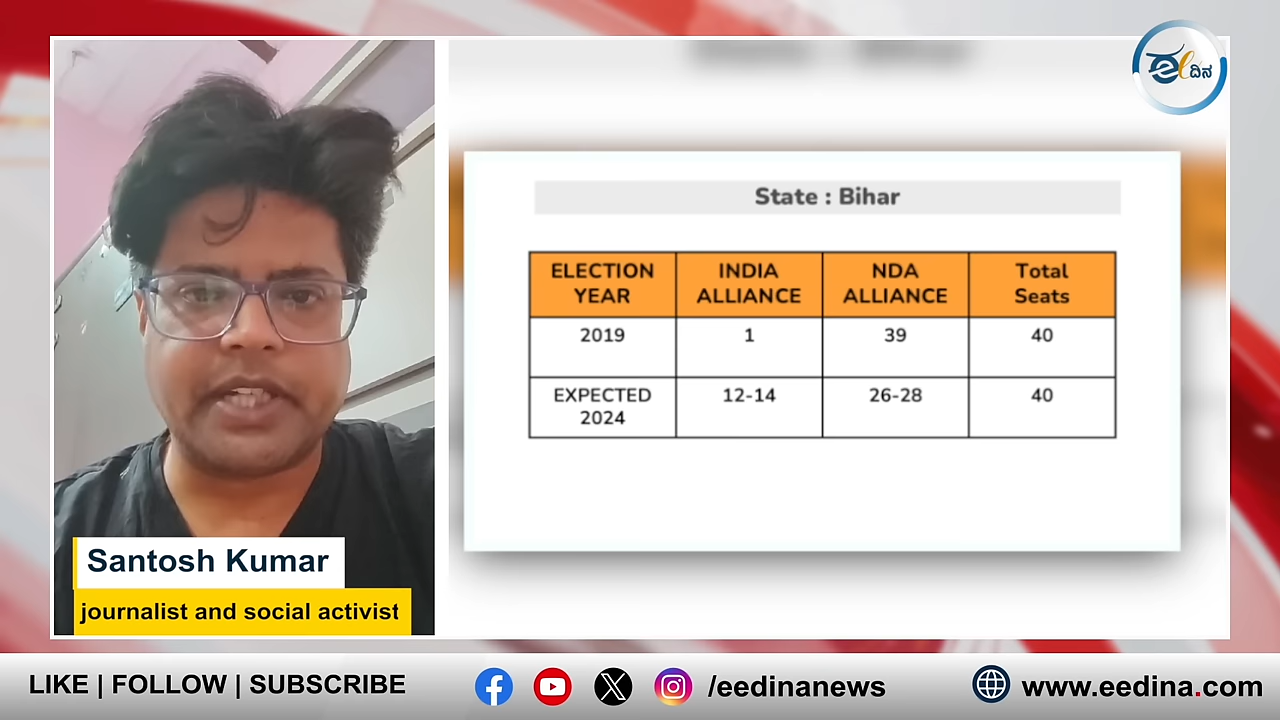 ಈ ದಿನ
State : Bihar
ELECTION YEAR | INDIA ALLIANCE | NDA ALLIANCE | Total Seats
2019 | 1 | 39 | 40
EXPECTED 2024 | 12-14 | 26-28 | 40
Santosh Kumar
journalist and social activist
LIKE | FOLLOW | SUBSCRIBE
/eedinanews
www.eedina.com